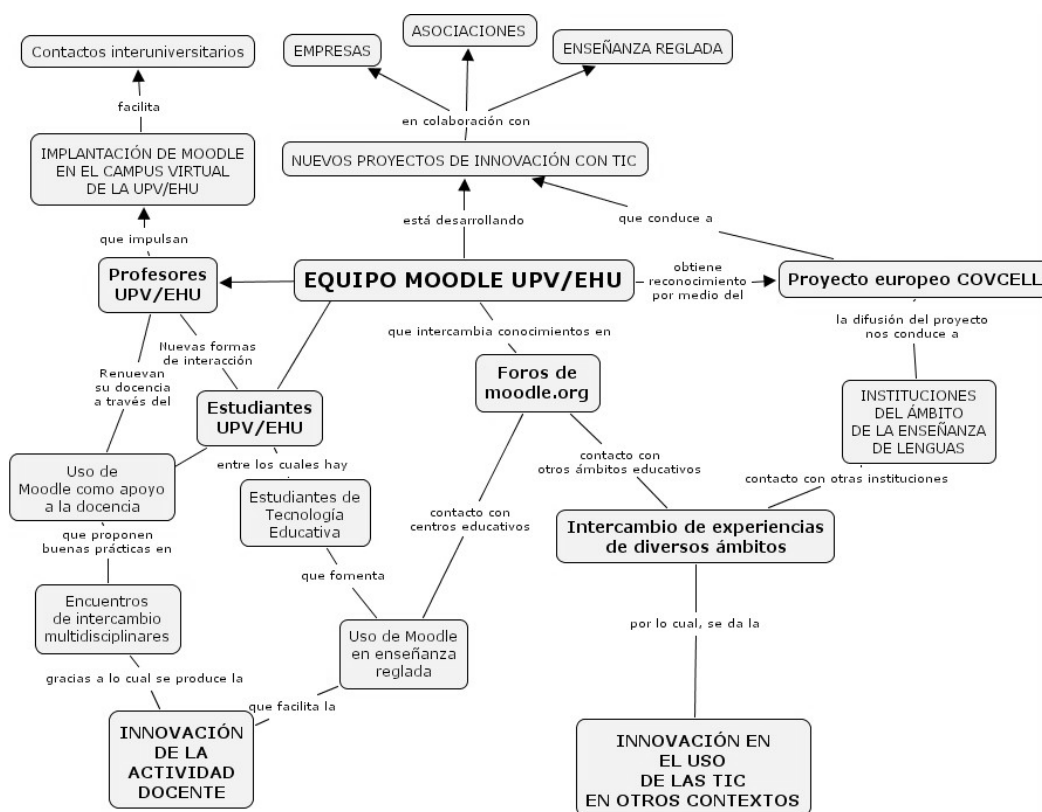 ASOCIACIONES
Contactos interuniversitarios
EMPRESAS
ENSEÑANZA REGLADA
facilita
en colaboración con
IMPLANTACIÓN DE MOODLE
EN EL CAMPUS VIRTUAL
DE LA UPV/EHU
NUEVOS PROYECTOS DE INNOVACIÓN CON TIC
está desarrollando
que conduce a
que impulsan
Profesores
UPV/EHU
EQUIPO MOODLE UPV/EHU
obtiene
reconocimiento
por medio del
Proyecto europeo COVCELL
que intercambia conocimientos en
la difusión del proyecto
nos conduce a
Nuevas formas
de interacción
Renuevan
su docencia
a través del
Foros de
moodle.org
Estudiantes
UPV/EHU
INSTITUCIONES
DEL ÁMBITO
DE LA ENSEÑANZA
DE LENGUAS
entre los cuales hay
contacto con
otros ámbitos educativos
contacto con otras instituciones
Uso de
Moodle como apoyo
a la docencia
Estudiantes de
Tecnología
Educativa
contacto con
centros educativos
Intercambio de experiencias
de diversos ámbitos
que proponen
buenas prácticas en
que fomenta
Encuentros
de intercambio
multidisciplinares
Uso de Moodle
en enseñanza
reglada
por lo cual, se da la
gracias a lo cual se produce la
que facilita la
INNOVACIÓN
DE LA
ACTIVIDAD
DOCENTE
INNOVACIÓN EN
EL USO
DE LAS TIC
EN OTROS CONTEXTOS